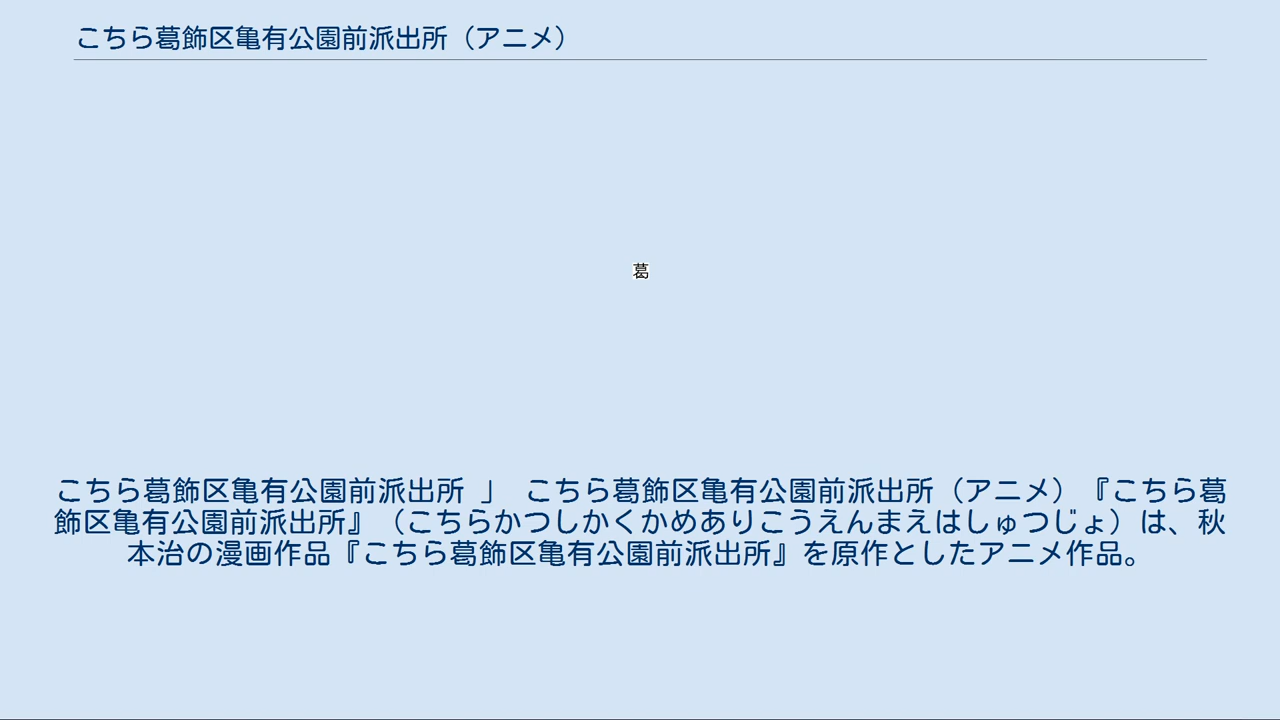 こちら葛飾区亀有公園前派出所（アニメ）
葛
こちら葛飾区亀有公園前派出所 」 こちら葛飾区亀有公園前派出所（アニメ）『こちら葛
飾区亀有公園前派出所』（こちらかつしかくかめありこうえんまえはしゅつじょ）は、秋
本治の漫画作品『こちら葛飾区亀有公園前派出所』を原作としたアニメ作品。